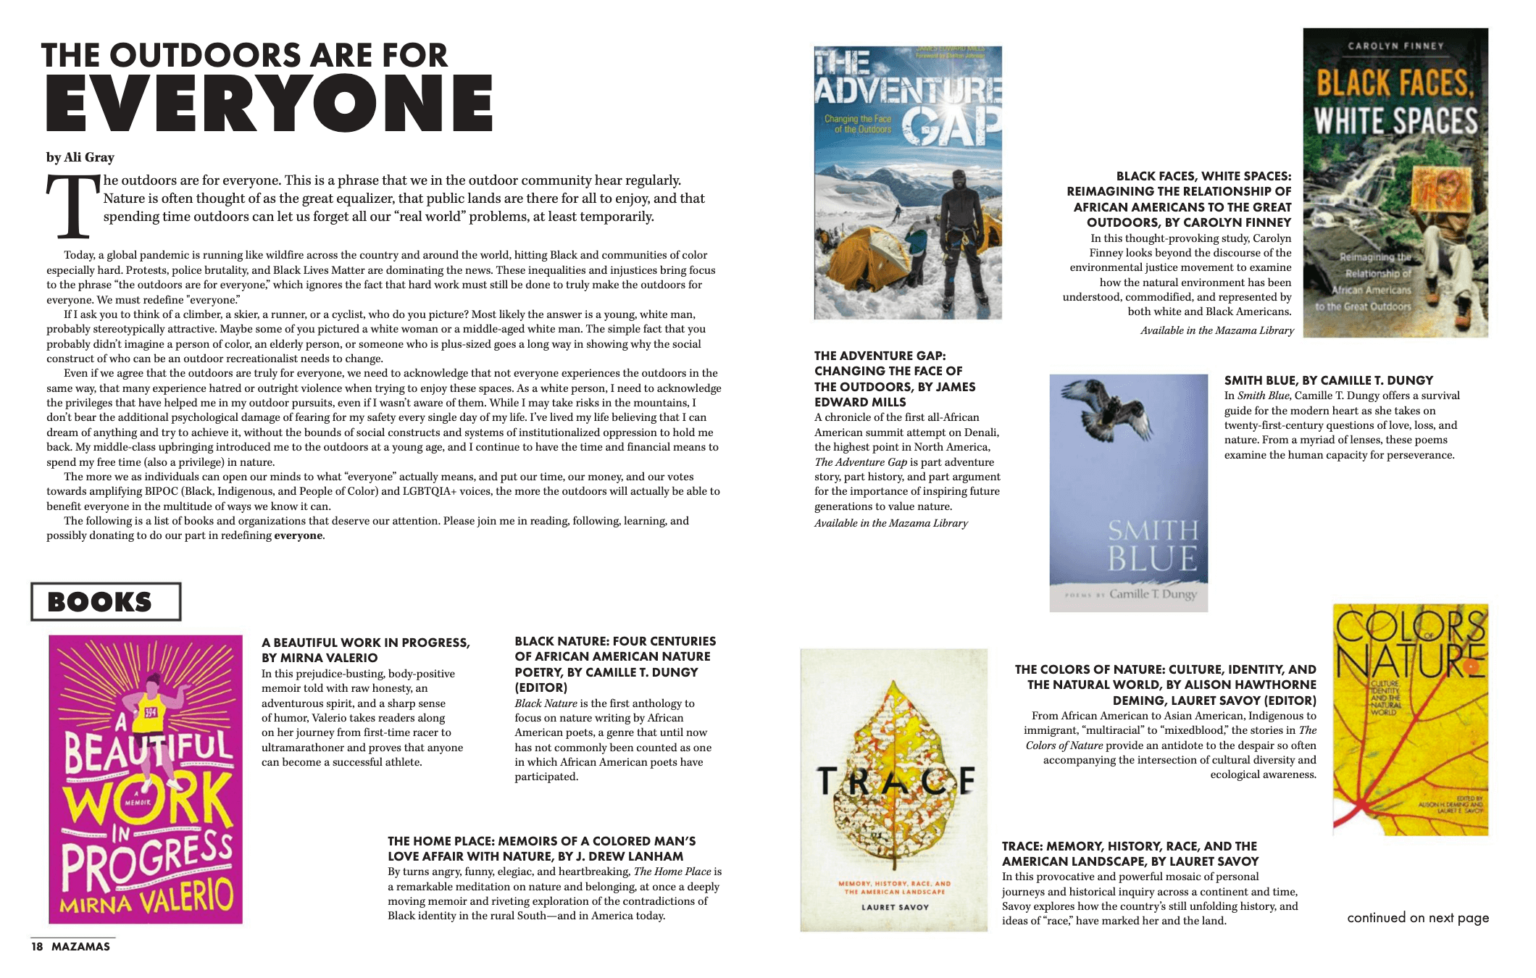 THE OUTDOORS ARE FOR
EVERYONE
by Ali Gray
The outdoors are for everyone. This is a phrase that we in the outdoor community hear regularly.
Nature is often thought of as the great equalizer, that public lands are there for all to enjoy, and that
spending time outdoors can let us forget all our “real world” problems, at least temporarily.
Today, a global pandemic is running like wildfire across the country and around the world, hitting Black and communities of color
especially hard. Protests, police brutality, and Black Lives Matter are dominating the news. These inequalities and injustices bring focus
to the phrase “the outdoors are for everyone,” which ignores the fact that hard work must still be done to truly make the outdoors for
everyone. We must redefine "everyone."
If I ask you to think of a climber, a skier, a runner, or a cyclist, who do you picture? Most likely the answer is a young, white man,
probably stereotypically attractive. Maybe some of you pictured a white woman or a middle-aged white man. The simple fact that you
probably didn’t imagine a person of color, an elderly person, or someone who is plus-sized goes a long way in showing why the social
construct of who can be an outdoor recreationalist needs to change.
Even if we agree that the outdoors are truly for everyone, we need to acknowledge that not everyone experiences the outdoors in the
same way, that many experience hatred or outright violence when trying to enjoy these spaces. As a white person, I need to acknowledge
the privileges that have helped me in my outdoor pursuits, even if I wasn’t aware of them. While I may take risks in the mountains, I
don’t bear the additional psychological damage of fearing for my safety every single day of my life. I’ve lived my life believing that I can
dream of anything and try to achieve it, without the bounds of social constructs and systems of institutionalized oppression to hold me
back. My middle-class upbringing introduced me to the outdoors at a young age, and I continue to have the time and financial means to
spend my free time (also a privilege) in nature.
The more we as individuals can open our minds to what “everyone” actually means, and put our time, our money, and our votes
towards amplifying BIPOC (Black, Indigenous, and People of Color) and LGBTQIA+ voices, the more the outdoors will actually be able to
benefit everyone in the multitude of ways we know it can.
The following is a list of books and organizations that deserve our attention. Please join me in reading, following, learning, and
possibly donating to do our part in redefining everyone.
BOOKS
A
BEAUTIFUL
WORK
A
MEMOIR
IN
PROGRESS
MIRNA VALERIO
A BEAUTIFUL WORK IN PROGRESS,
BY MIRNA VALERIO
In this prejudice-busting, body-positive
memoir told with raw honesty, an
adventurous spirit, and a sharp sense
of humor, Valerio takes readers along
on her journey from first-time racer to
ultramarathoner and proves that anyone
can become a successful athlete.
BLACK NATURE: FOUR CENTURIES
OF AFRICAN AMERICAN NATURE
POETRY, BY CAMILLE T. DUNGY
(EDITOR)
Black Nature is the first anthology to
focus on nature writing by African
American poets, a genre that until now
has not commonly been counted as one
in which African American poets have
participated.
THE HOME PLACE: MEMOIRS OF A COLORED MAN’S
LOVE AFFAIR WITH NATURE, BY J. DREW LANHAM
By turns angry, funny, elegiac, and heartbreaking, The Home Place is
a remarkable meditation on nature and belonging, at once a deeply
moving memoir and riveting exploration of the contradictions of
Black identity in the rural South—and in America today.
18 MAZAMAS
THE
ADVENTURE
GAP
Changing the Face
of the Outdoors
THE ADVENTURE GAP:
CHANGING THE FACE OF
THE OUTDOORS, BY JAMES
EDWARD MILLS
A chronicle of the first all-African
American summit attempt on Denali,
the highest point in North America,
The Adventure Gap is part adventure
story, part history, and part argument
for the importance of inspiring future
generations to value nature.
Available in the Mazama Library
BLACK FACES, WHITE SPACES:
REIMAGINING THE RELATIONSHIP OF
AFRICAN AMERICANS TO THE GREAT
OUTDOORS, BY CAROLYN FINNEY
In this thought-provoking study, Carolyn
Finney looks beyond the discourse of the
environmental justice movement to examine
how the natural environment has been
understood, commodified, and represented by
both white and Black Americans.
Available in the Mazama Library
CAROLYN FINNEY
BLACK FACES,
WHITE SPACES
Reimagining the
Relationship of
African Americans
to the Great Outdoors
SMITH
BLUE
POEMS BY Camille T. Dungy
SMITH BLUE, BY CAMILLE T. DUNGY
In Smith Blue, Camille T. Dungy offers a survival
guide for the modern heart as she takes on
twenty-first-century questions of love, loss, and
nature. From a myriad of lenses, these poems
examine the human capacity for perseverance.
TRACE
MEMORY, HISTORY, RACE, AND
THE AMERICAN LANDSCAPE
LAURET SAVOY
THE COLORS OF NATURE: CULTURE, IDENTITY, AND
THE NATURAL WORLD, BY ALISON HAWTHORNE
DEMING, LAURET SAVOY (EDITOR)
From African American to Asian American, Indigenous to
immigrant, “multiracial” to “mixedblood,” the stories in The
Colors of Nature provide an antidote to the despair so often
accompanying the intersection of cultural diversity and
ecological awareness.
COLORS
OF
NATURE
CULTURE,
IDENTITY,
AND THE
NATURAL
WORLD
EDITED BY
ALISON H. DEMING AND
LAURET E. SAVOY
TRACE: MEMORY, HISTORY, RACE, AND THE
AMERICAN LANDSCAPE, BY LAURET SAVOY
In this provocative and powerful mosaic of personal
journeys and historical inquiry across a continent and time,
Savoy explores how the country’s still unfolding history, and
ideas of “race,” have marked her and the land.
continued on next page